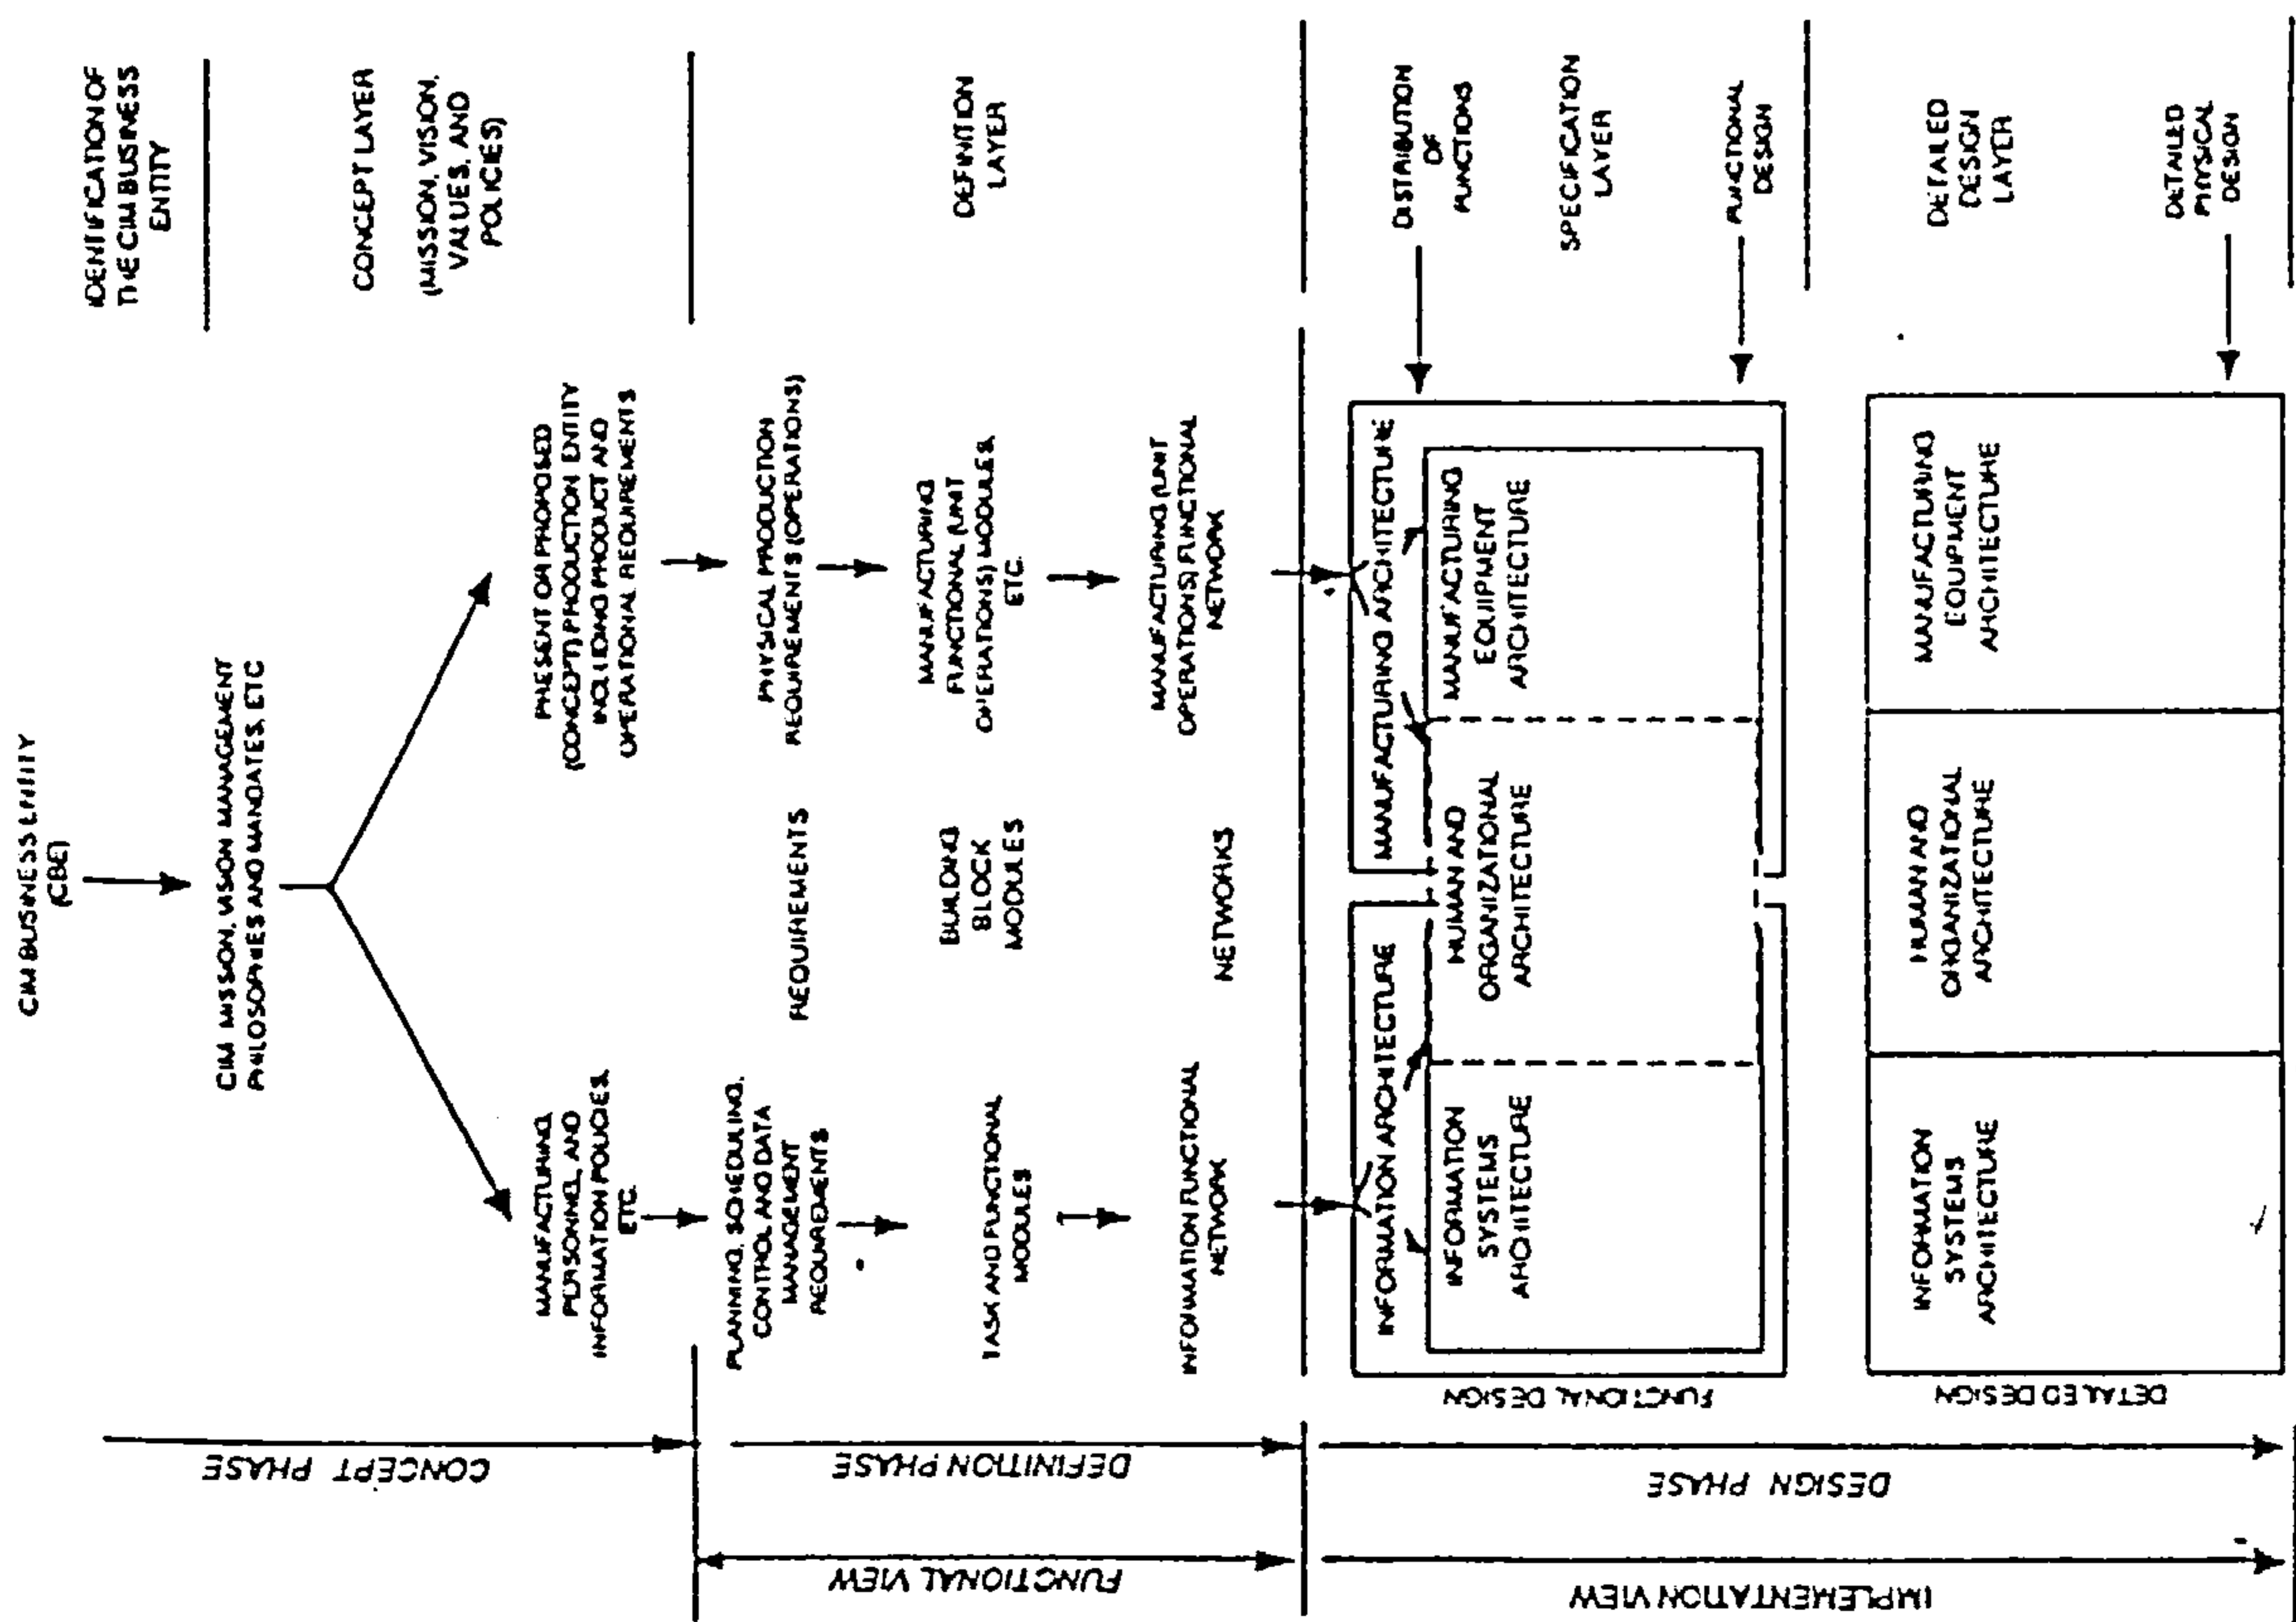 CIM BUSINESS ENTITY
(CBE)
IDENTIFICATION OF
THE CIM BUSINESS
ENTITY
CIM MISSION, VISION MANAGEMENT
PHILOSOPHIES AND MANDATES, ETC
CONCEPT LAYER
(MISSION, VISION,
VALUES, AND
POLICIES)
MANUFACTURING,
PERSONNEL, AND
INFORMATION POLICIES,
ETC.
PRESENT OR PROPOSED
(CONCEPT) PRODUCTION ENTITY
INCLUDING PRODUCT AND
OPERATIONAL REQUIREMENTS
CONCEPT PHASE
PLANNING, SCHEDULING,
CONTROL AND DATA
MANAGEMENT
REQUIREMENTS
REQUIREMENTS
PHYSICAL PRODUCTION
REQUIREMENTS (OPERATIONS)
TASK AND FUNCTIONAL
MODULES
BUILDING
BLOCK
MODULES
MANUFACTURING
FUNCTIONAL (UNIT
OPERATIONS) MODULES,
ETC.
DEFINITION
LAYER
INFORMATION FUNCTIONAL
NETWORK
NETWORKS
MANUFACTURING (UNIT
OPERATIONS) FUNCTIONAL
NETWORK
DEFINITION PHASE
FUNCTIONAL VIEW
INFORMATION ARCHITECTURE
MANUFACTURING ARCHITECTURE
DISTRIBUTION
OF
FUNCTIONS
INFORMATION
SYSTEMS
ARCHITECTURE
HUMAN AND
ORGANIZATIONAL
ARCHITECTURE
MANUFACTURING
EQUIPMENT
ARCHITECTURE
SPECIFICATION
LAYER
FUNCTIONAL
DESIGN
FUNCTIONAL DESIGN
INFORMATION
SYSTEMS
ARCHITECTURE
HUMAN AND
ORGANIZATIONAL
ARCHITECTURE
MANUFACTURING
EQUIPMENT
ARCHITECTURE
DETAILED
DESIGN
LAYER
DETAILED
PHYSICAL
DESIGN
DETAILED DESIGN
DESIGN PHASE
IMPLEMENTATION VIEW